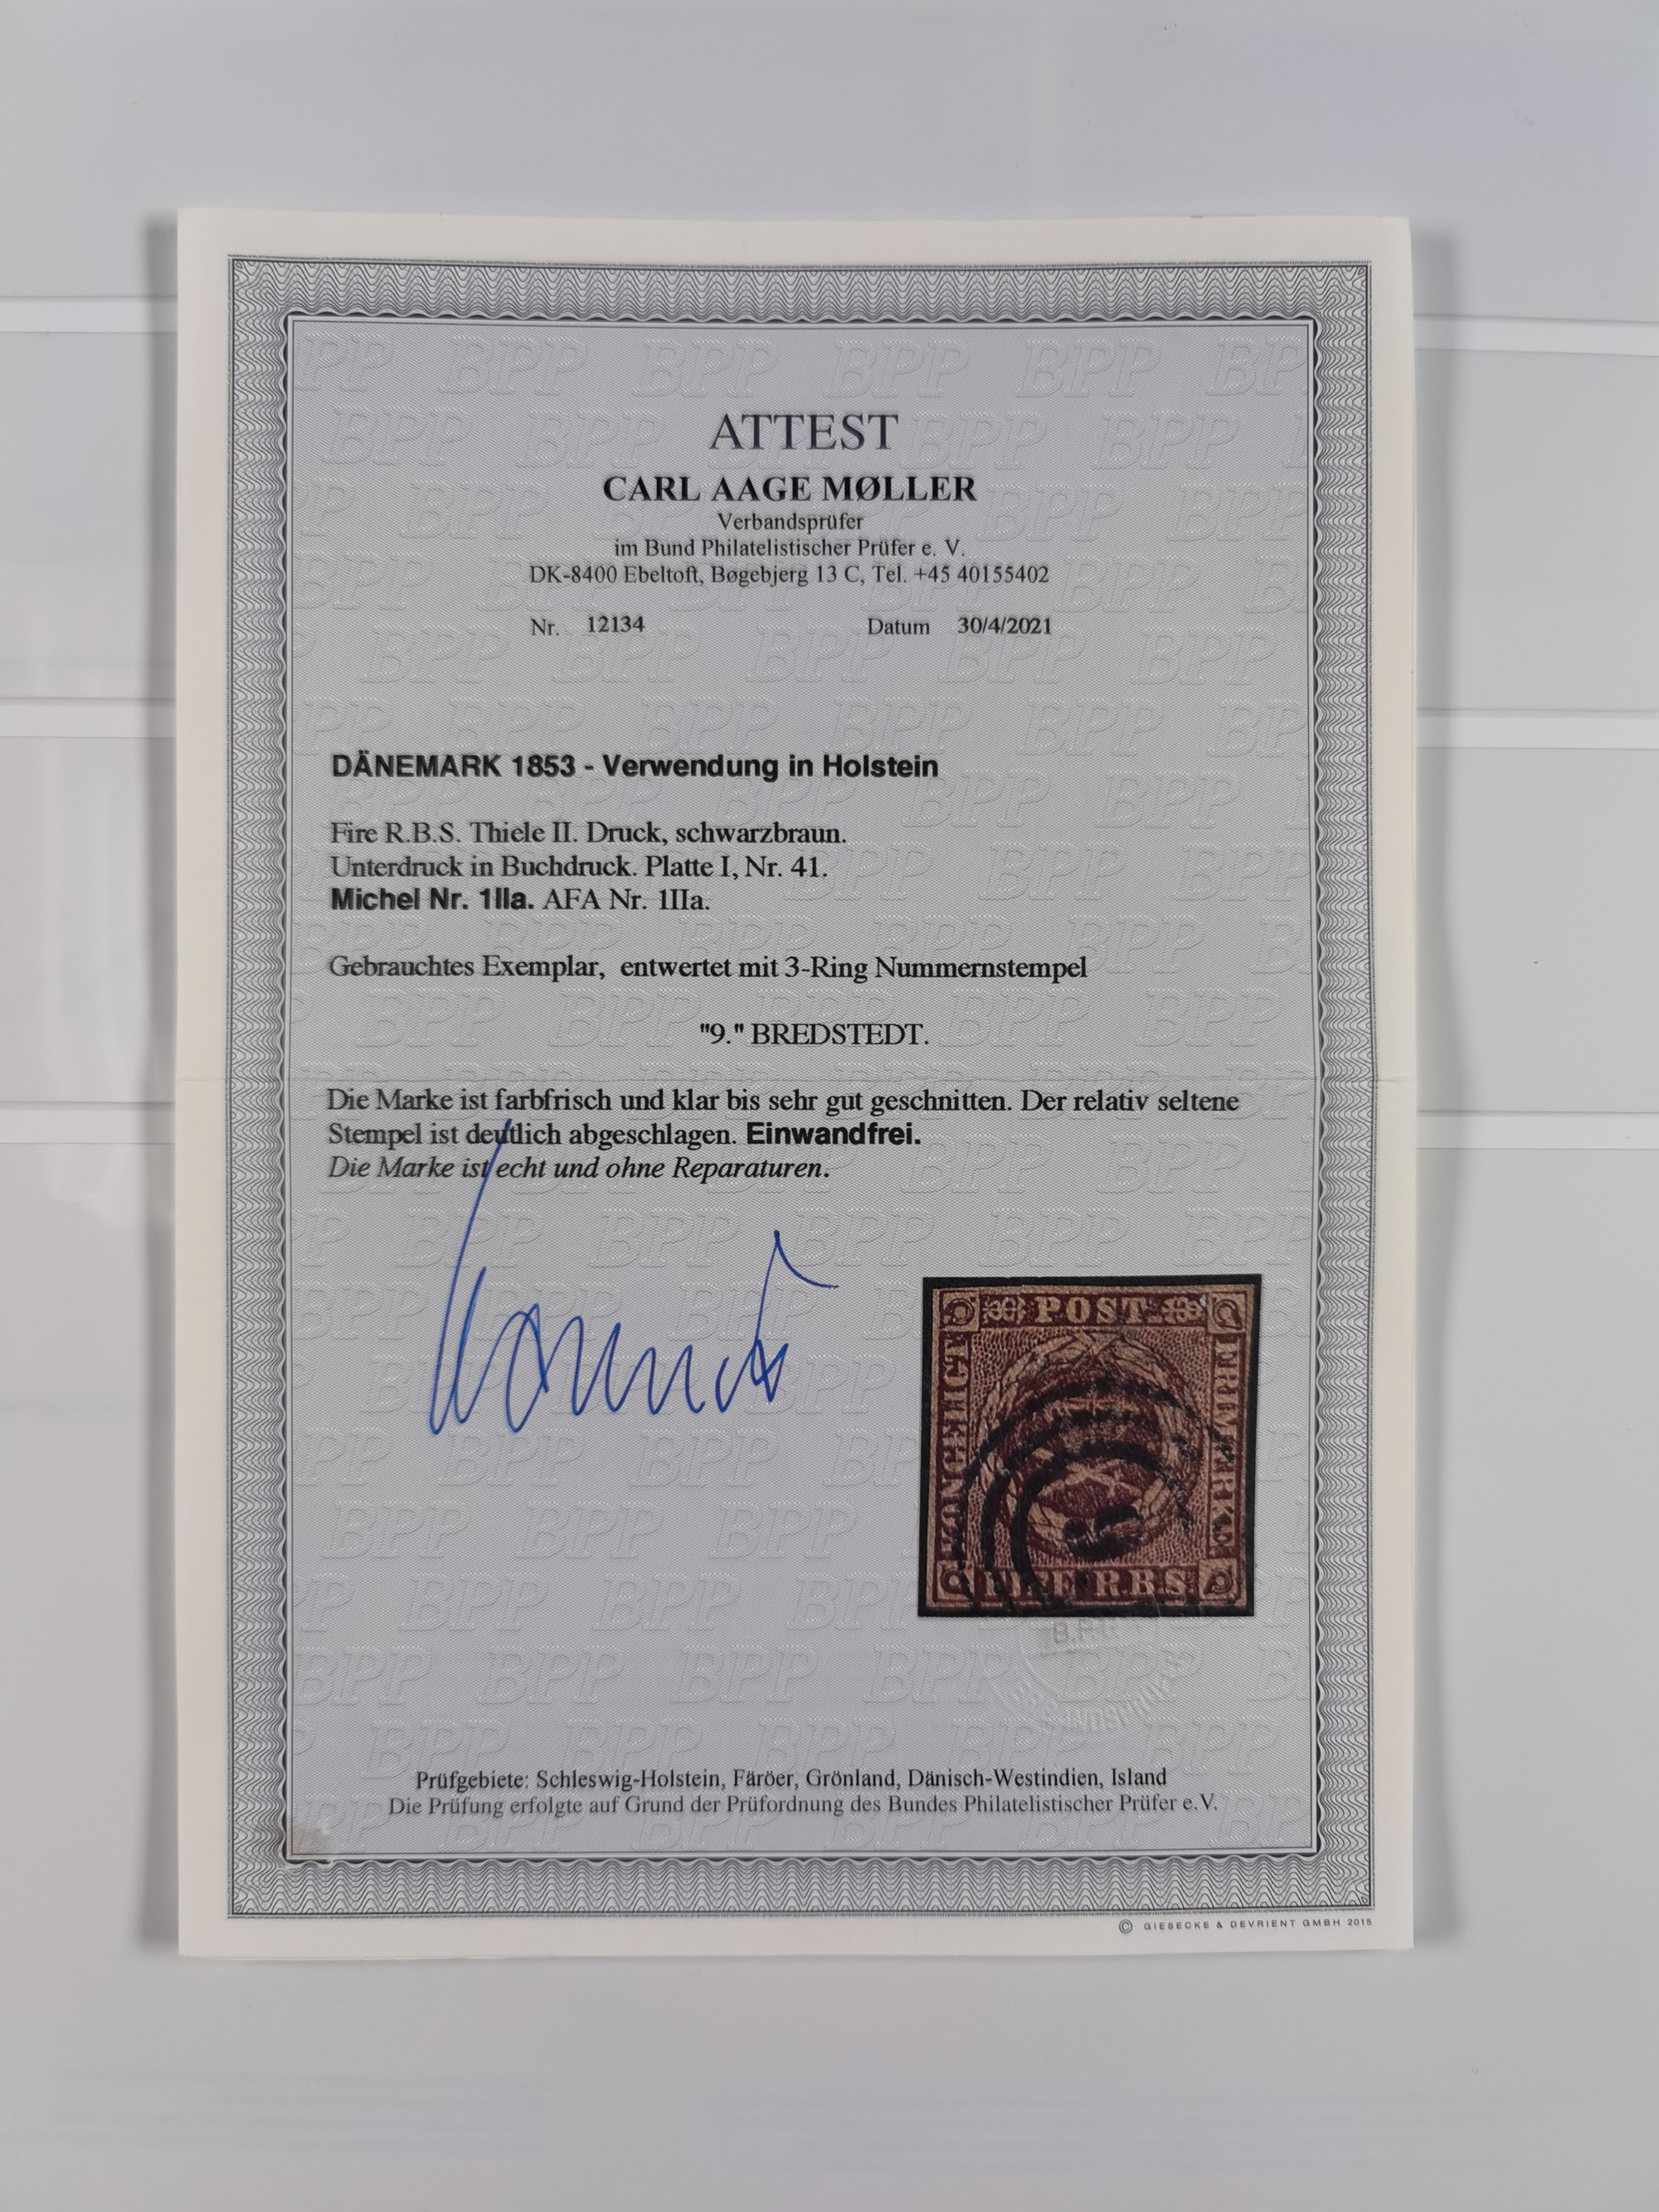 ATTEST
CARL AAGE MØLLER
Verbandsprüfer
im Bund Philatelistischer Prüfer e. V.
DK-8400 Ebeltoft, Bøgebjerg 13 C, Tel. +45 40155402
Nr. 12134 Datum 30/4/2021
DÄNEMARK 1853 - Verwendung in Holstein
Fire R.B.S. Thiele II. Druck, schwarzbraun.
Unterdruck in Buchdruck. Platte I, Nr. 41.
Michel Nr. 1IIa. AFA Nr. 1IIa.
Gebrauchtes Exemplar, entwertet mit 3-Ring Nummernstempel
"9." BREDSTEDT.
Die Marke ist farbfrisch und klar bis sehr gut geschnitten. Der relativ seltene
Stempel ist deutlich abgeschlagen. Einwandfrei.
Die Marke ist echt und ohne Reparaturen.
POST
KONGELIGT
FRIMÆRKE
FIRE R.B.S.
9
Prüfgebiete: Schleswig-Holstein, Färöer, Grönland, Dänisch-Westindien, Island
Die Prüfung erfolgte auf Grund der Prüfordnung des Bundes Philatelistischer Prüfer e.V.
© GIESECKE & DEVRIENT GMBH 2015